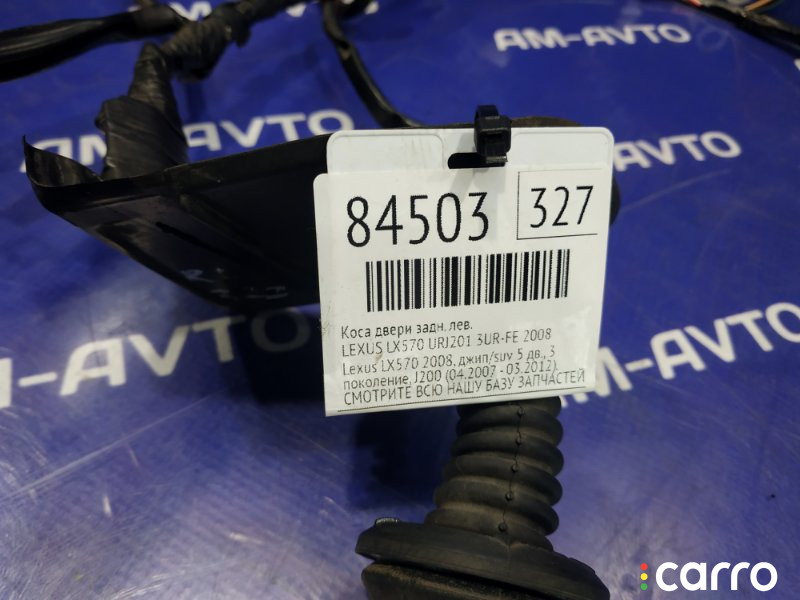 AM-AVTO
AM-AVTO
AM-AVTO
84503
327
Коса двери задн. лев.
LEXUS LX570 URJ201 3UR-FE 2008
Lexus LX570 2008, джип/suv 5 дв., 3
поколение, J200 (04.2007 - 03.2012)
СМОТРИТЕ ВСЮ НАШУ БАЗУ ЗАПЧАСТЕЙ
M-AVTO
AM-AVTO
carro